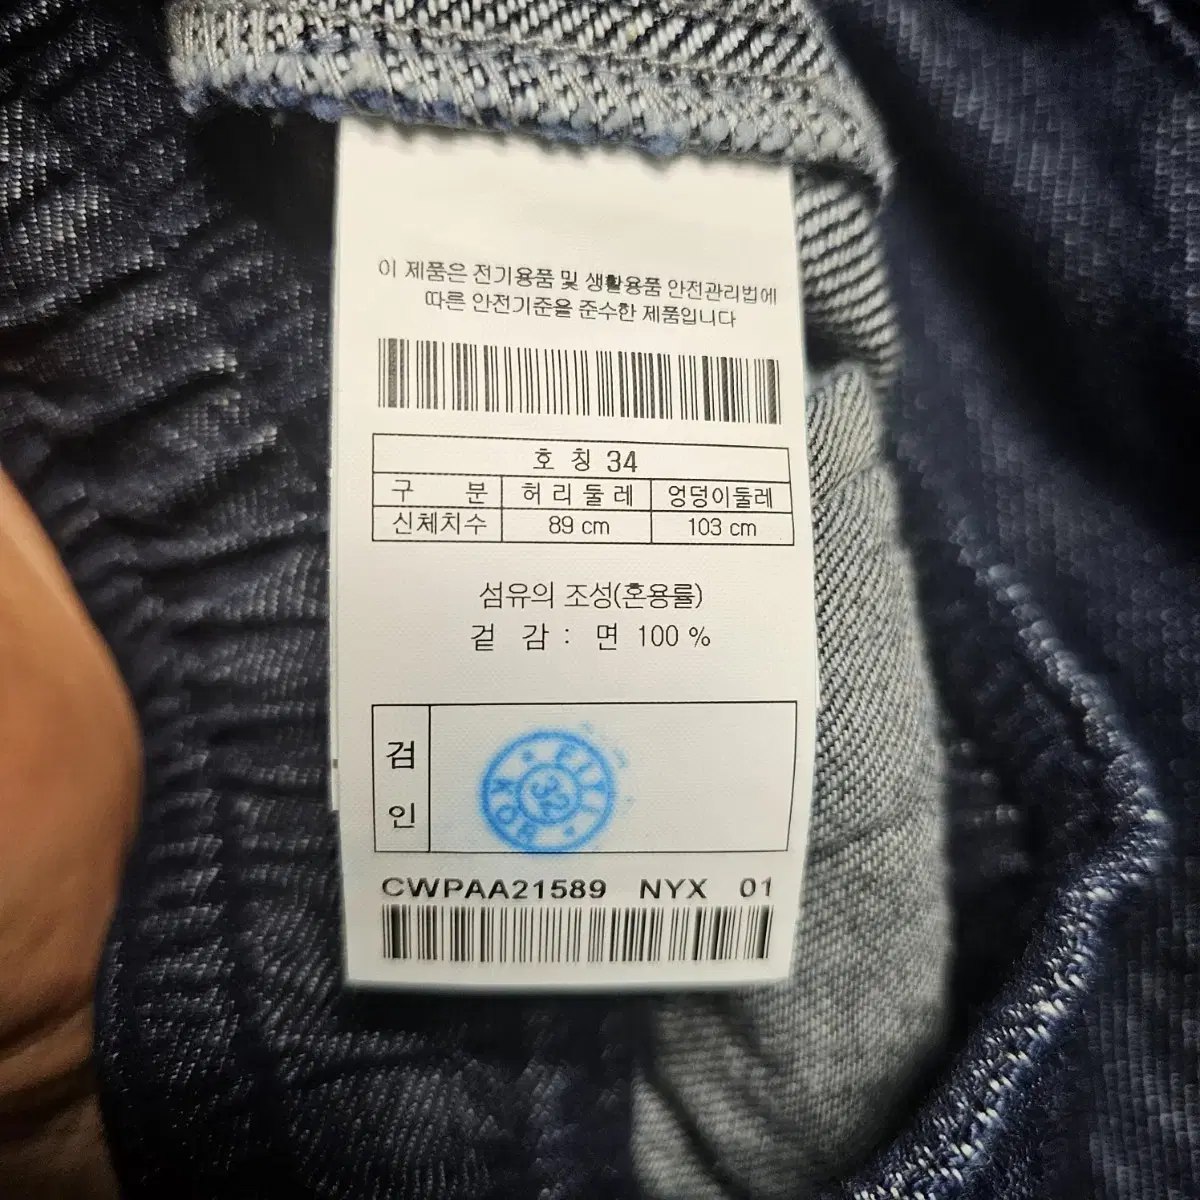 이 제품은 전기용품 및 생활용품 안전관리법에
따른 안전기준을 준수한 제품입니다
호 칭 34
구 분 허 리 둘 레 엉덩이둘레
신체치수 89 cm 103 cm
섬유의 조성(혼용률)
겉 감 : 면 100 %
검
인
32
CWPAA21589 NYX 01